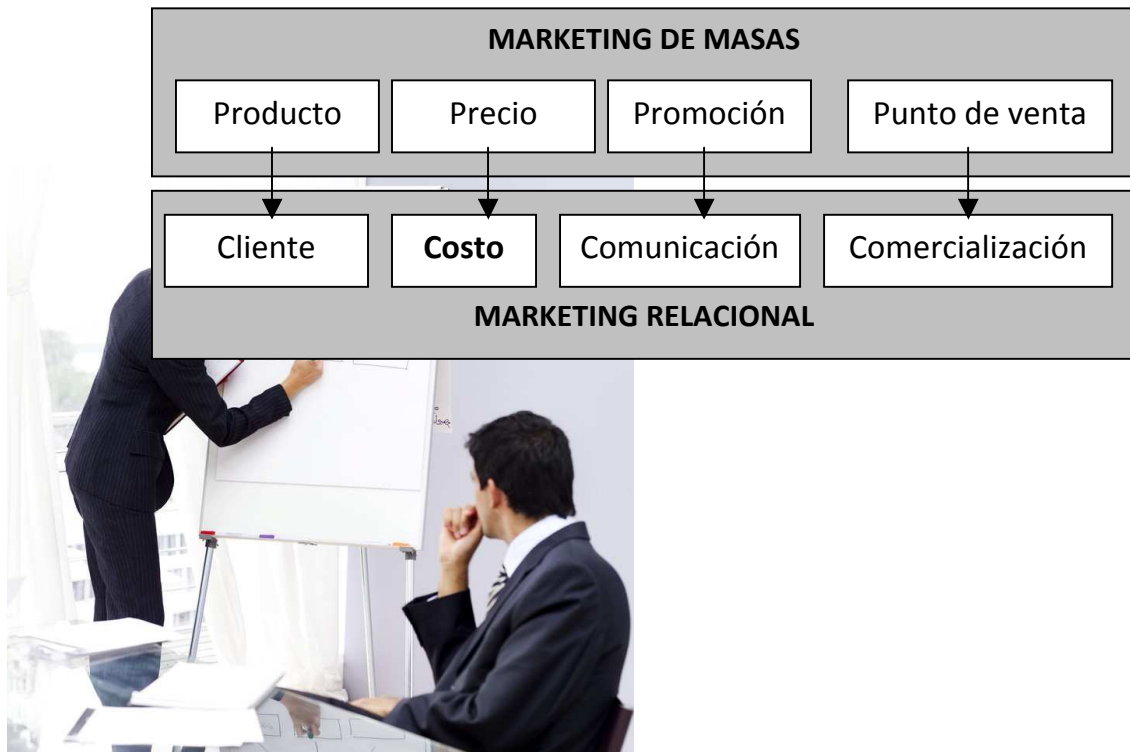 MARKETING DE MASAS
Producto Precio Promoción Punto de venta
Cliente Costo Comunicación Comercialización
MARKETING RELACIONAL